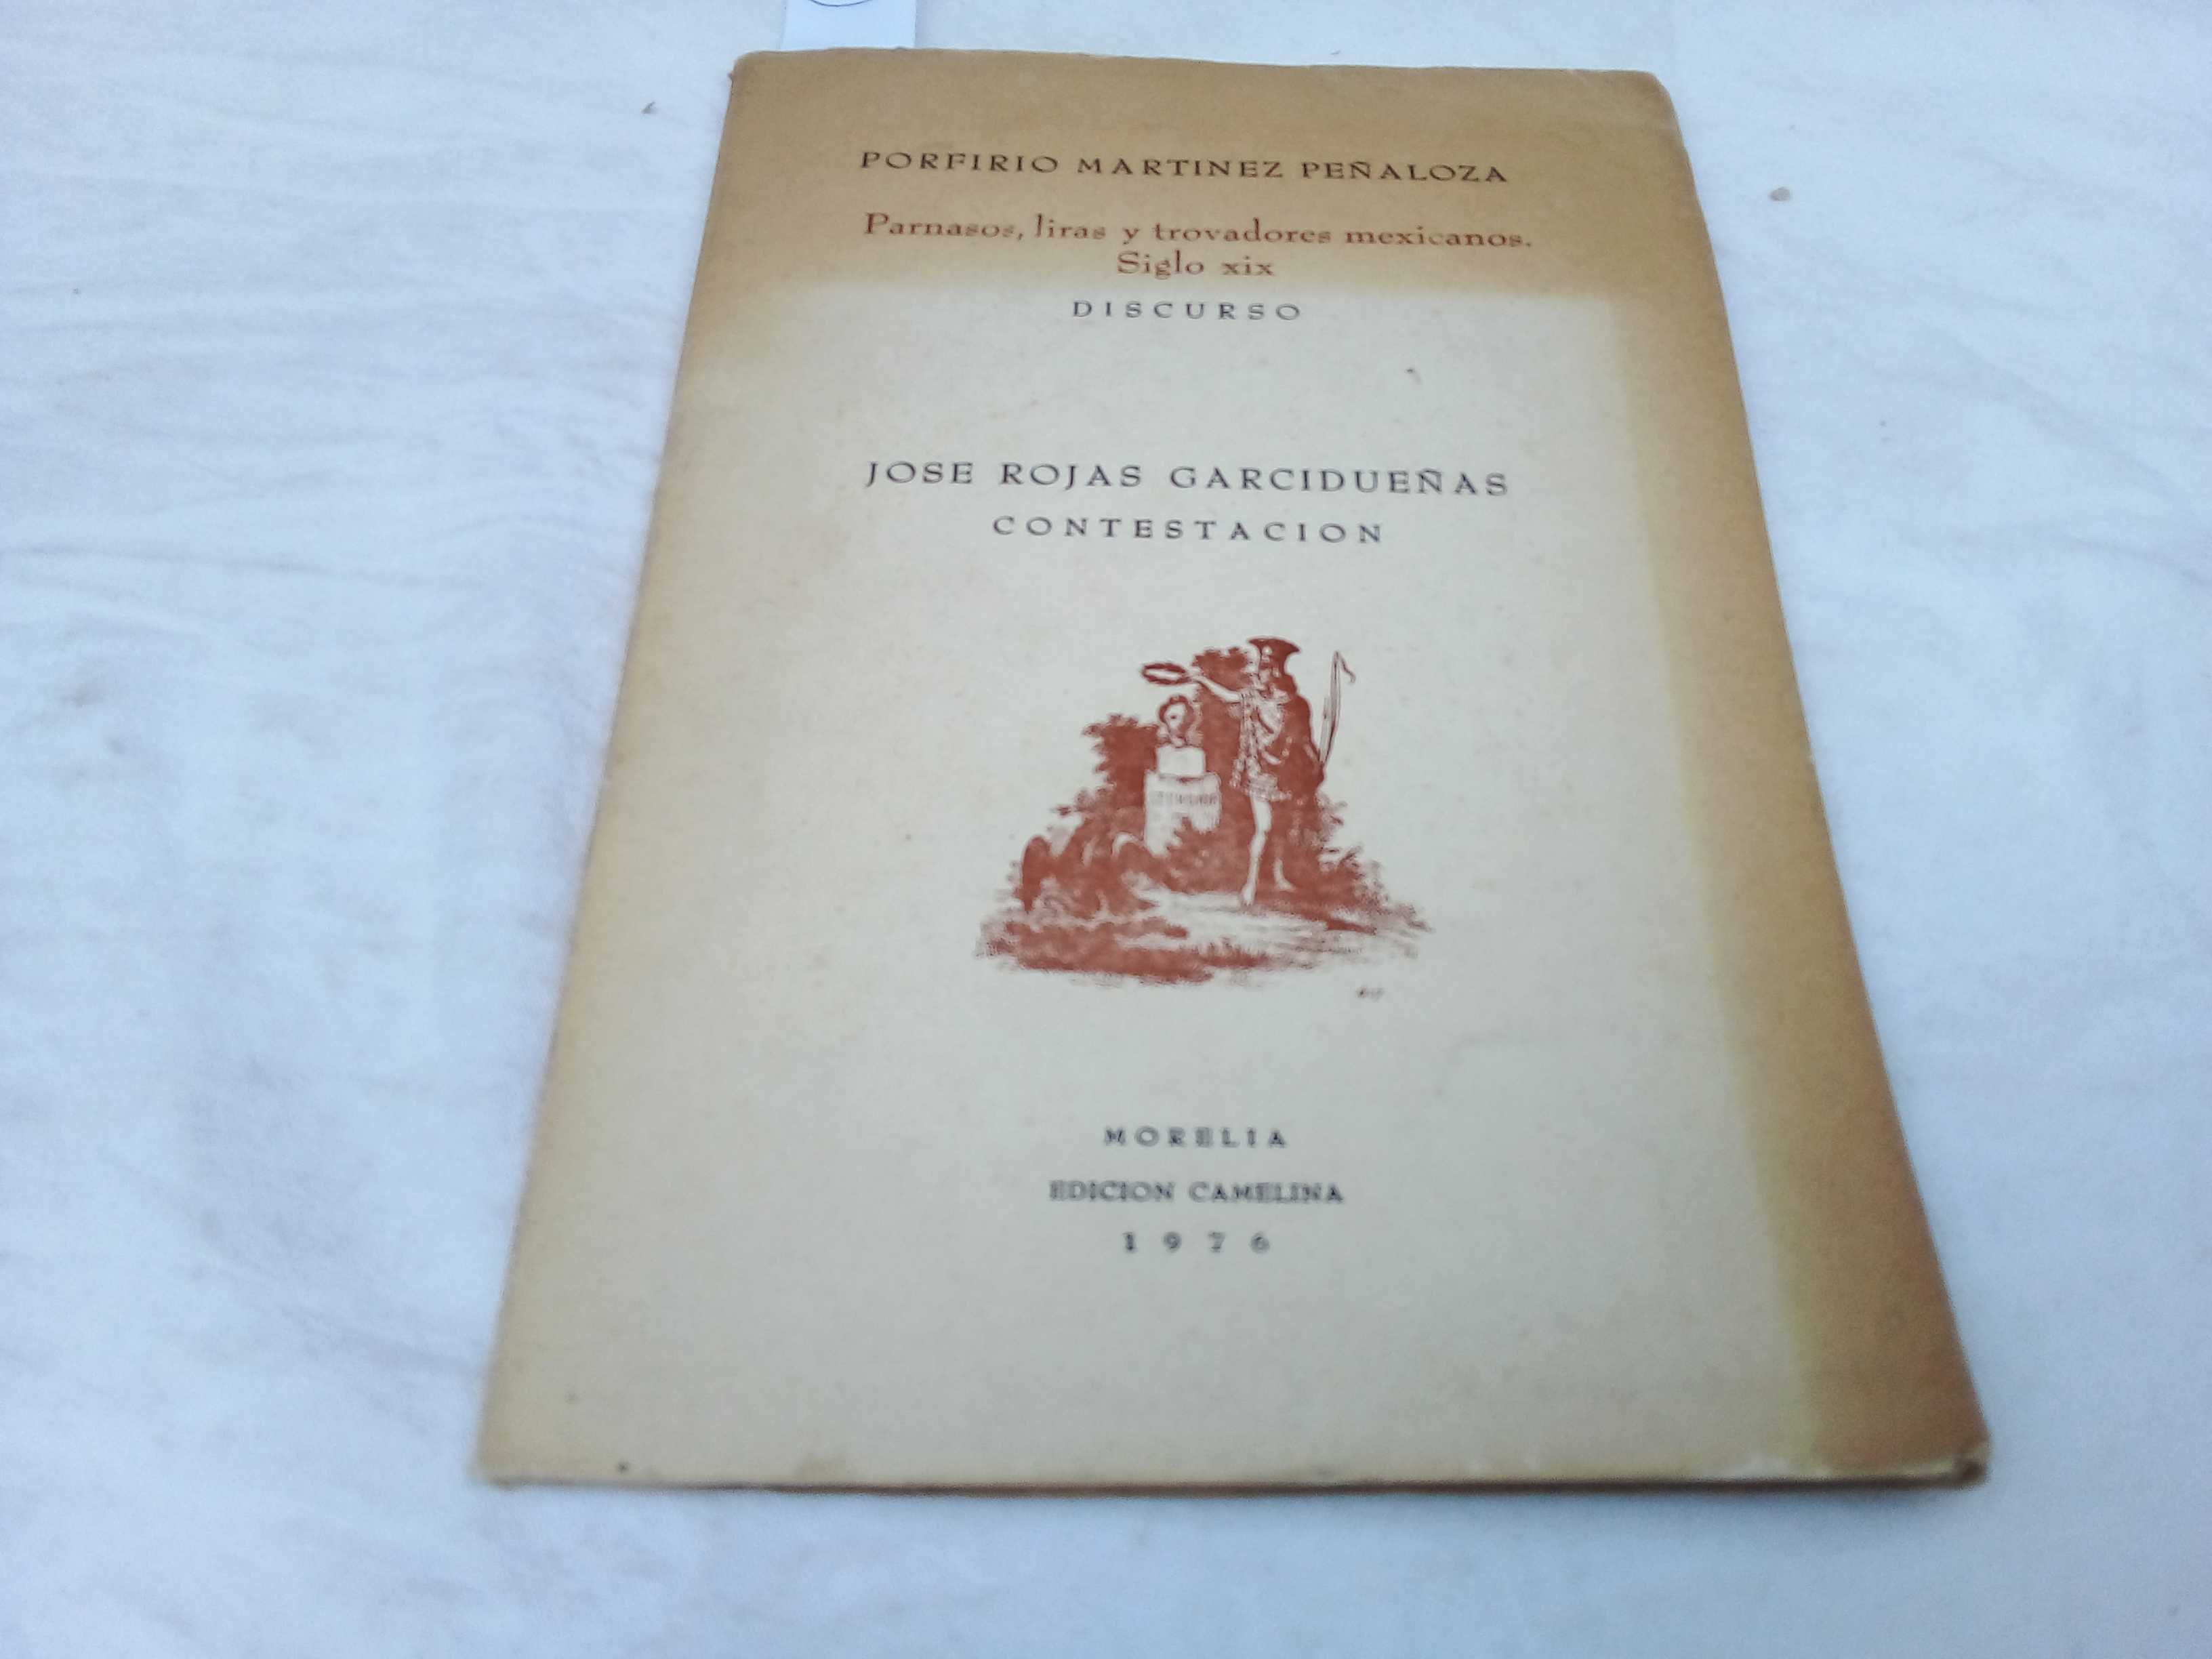 PORFIRIO MARTINEZ PEÑALOZA
Parnasos, liras y trovadores mexicanos.
Siglo xix
DISCURSO
JOSE ROJAS GARCIDUEÑAS
CONTESTACION
MORELIA
EDICION CAMELINA
1976